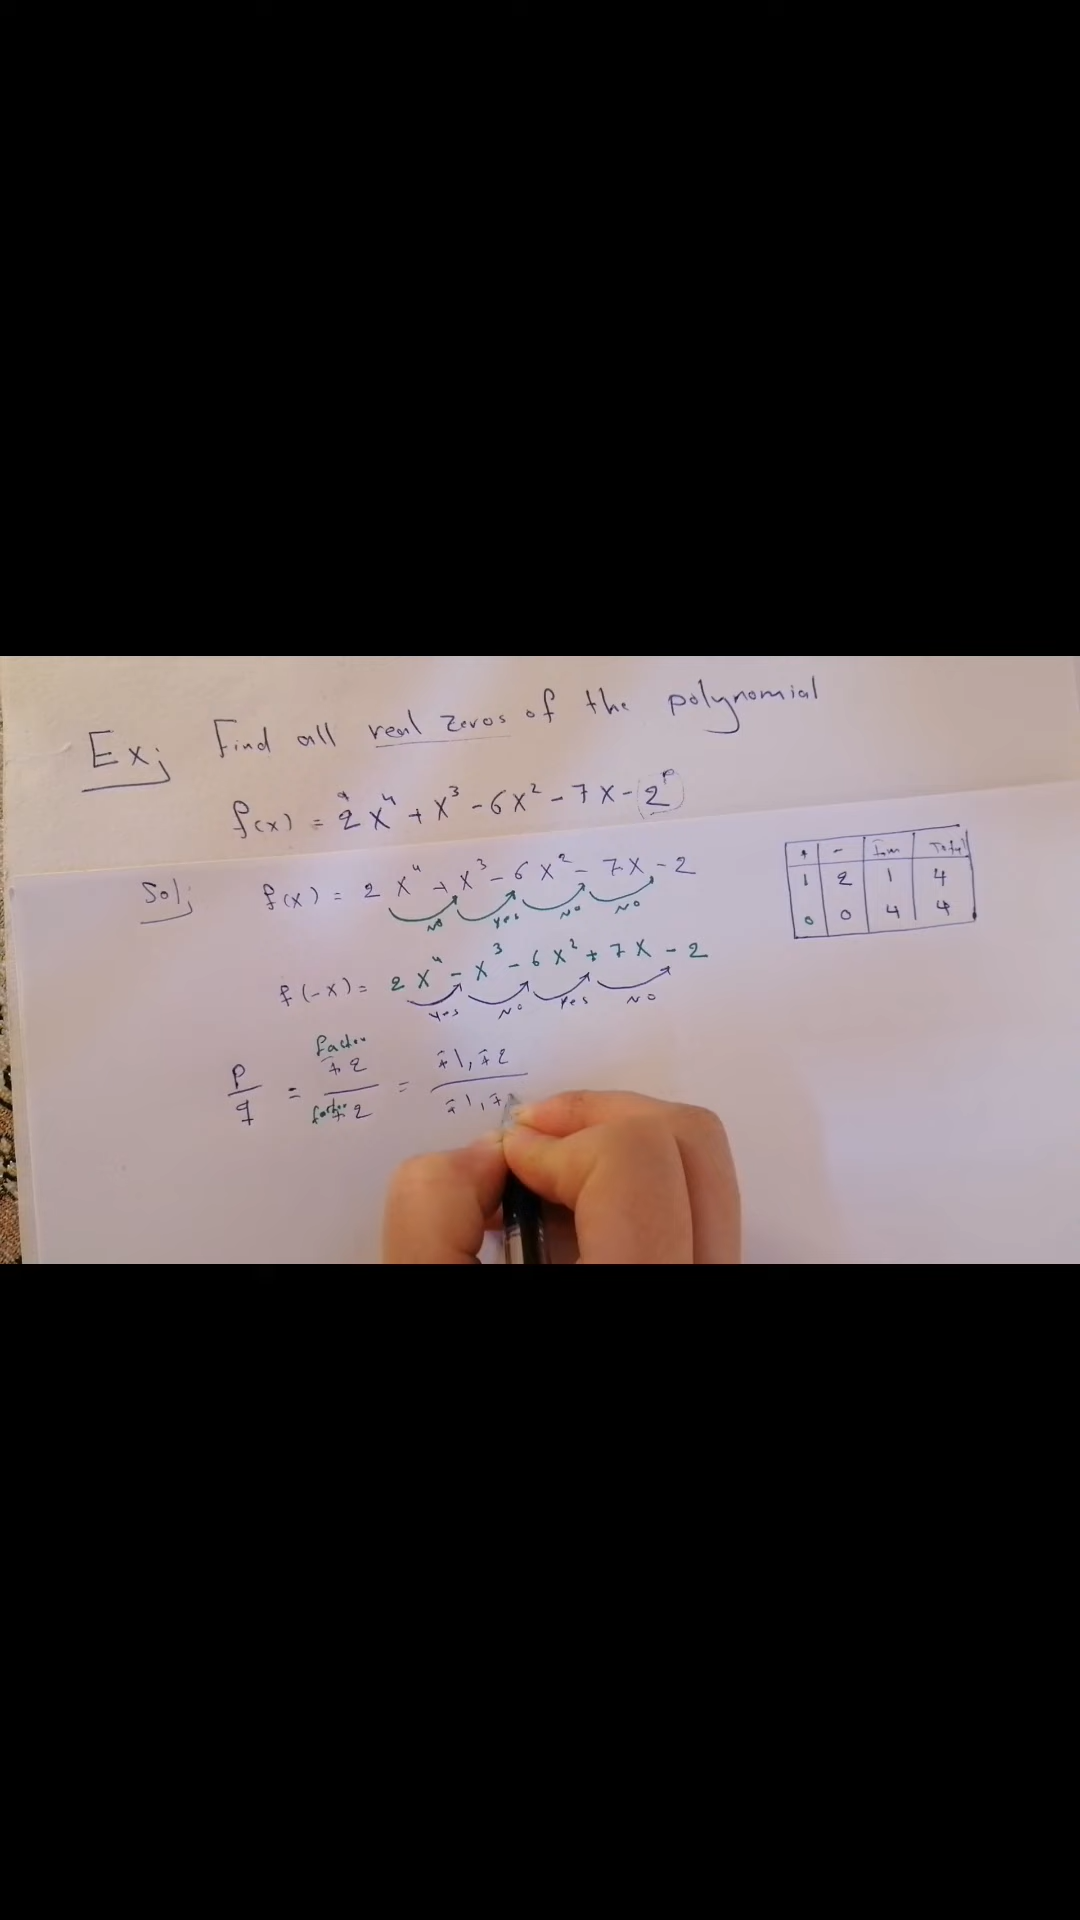 Ex; Find all real zeros of the polynomial
f(x) = 2x⁴ + x³ - 6x² - 7x - 2
q p
Sol; f(x) = 2x⁴ + x³ - 6x² - 7x - 2
No Yes No No
+ - Im Total
1 2 1 4
0 0 4 4
f(-x) = 2x⁴ - x³ - 6x² + 7x - 2
Yes No Yes No
p/q = factor ±2 / factor ±2 = ±1, ±2 / ±1, ±